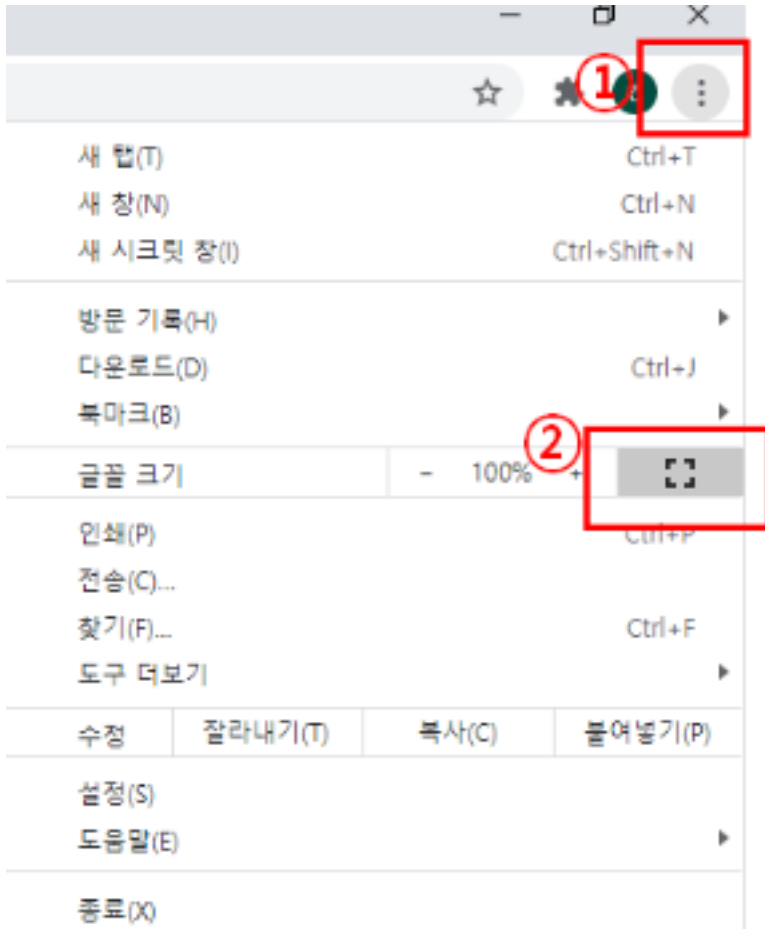 ①
새 탭(T) Ctrl+T
새 창(N) Ctrl+N
새 시크릿 창(I) Ctrl+Shift+N
방문 기록(H)
다운로드(D) Ctrl+J
북마크(B)
②
글꼴 크기 - 100% +
인쇄(P) Ctrl+P
전송(C)...
찾기(F)... Ctrl+F
도구 더보기
수정 잘라내기(T) 복사(C) 붙여넣기(P)
설정(S)
도움말(E)
종료(X)